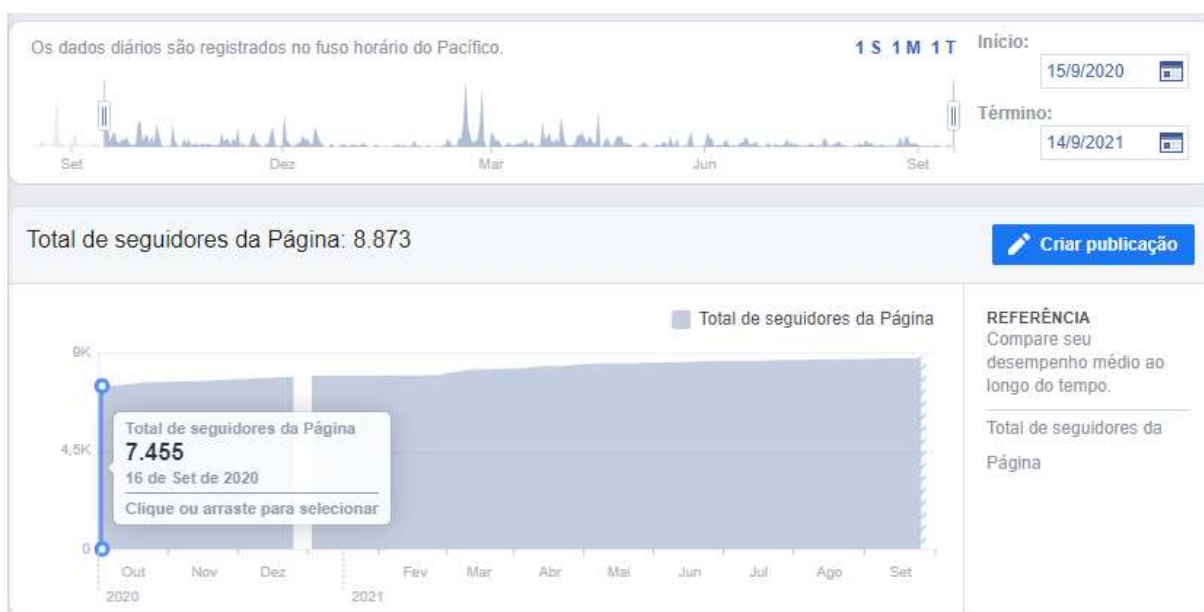 Os dados diários são registrados no fuso horário do Pacífico.
1 S 1 M 1 T
Início:
15/9/2020
Término:
14/9/2021
Set Dez Mar Jun Set
Total de seguidores da Página: 8.873
Criar publicação
Total de seguidores da Página
9K
4,5K
0
Total de seguidores da Página
7.455
16 de Set de 2020
Clique ou arraste para selecionar
Out Nov Dez Fev Mar Abr Mai Jun Jul Ago Set
2020 2021
REFERÊNCIA
Compare seu
desempenho médio ao
longo do tempo.
Total de seguidores da
Página